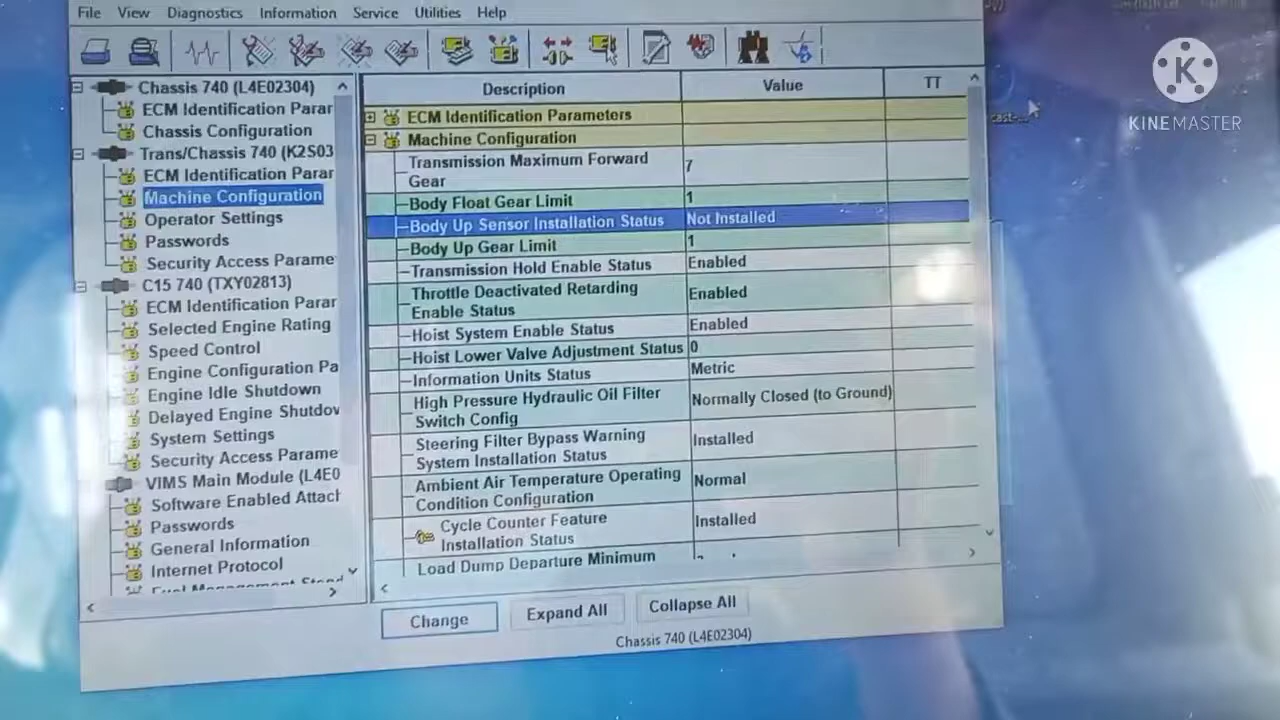 File View Diagnostics Information Service Utilities Help
Chassis 740 (L4E02304)
ECM Identification Parar
Chassis Configuration
Trans/Chassis 740 (K2S03
ECM Identification Parar
Machine Configuration
Operator Settings
Passwords
Security Access Parame
C15 740 (TXY02813)
ECM Identification Parar
Selected Engine Rating
Speed Control
Engine Configuration Pa
Engine Idle Shutdown
Delayed Engine Shutdov
System Settings
Security Access Parame
VIMS Main Module (L4E0
Software Enabled Attacl
Passwords
General Information
Internet Protocol
Description Value TT
ECM Identification Parameters
Machine Configuration
Transmission Maximum Forward
Gear 7
Body Float Gear Limit 1
Body Up Sensor Installation Status Not Installed
Body Up Gear Limit 1
Transmission Hold Enable Status Enabled
Throttle Deactivated Retarding
Enable Status Enabled
Hoist System Enable Status Enabled
Hoist Lower Valve Adjustment Status 0
Information Units Status Metric
High Pressure Hydraulic Oil Filter
Switch Config Normally Closed (to Ground)
Steering Filter Bypass Warning
System Installation Status Installed
Ambient Air Temperature Operating
Condition Configuration Normal
Cycle Counter Feature
Installation Status Installed
Load Dump Departure Minimum
Change Expand All Collapse All
Chassis 740 (L4E02304)
K
KINEMASTER